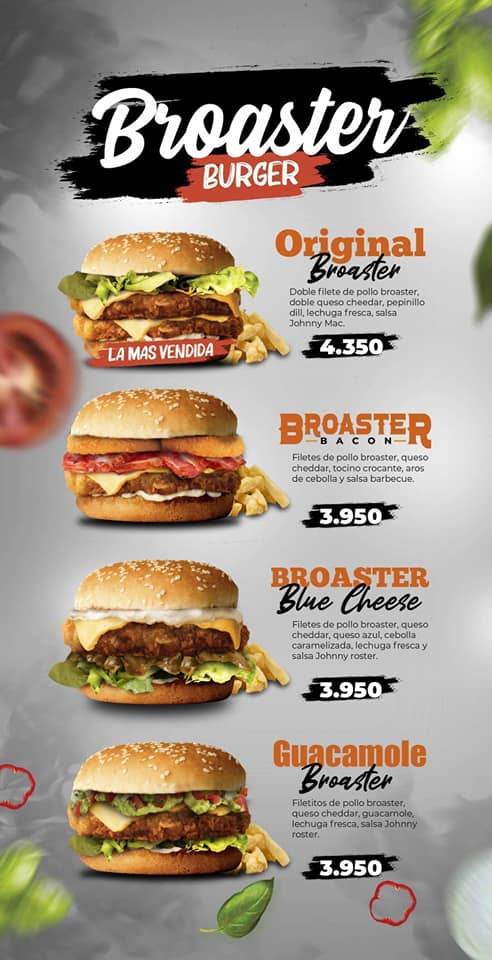 Broaster
BURGER
Original
Broaster
Doble filete de pollo broaster,
doble queso cheedar, pepinillo
dill, lechuga fresca, salsa
Johnny Mac.
4.350
LA MAS VENDIDA
BROASTER
BACON
Filetes de pollo broaster, queso
cheddar, tocino crocante, aros
de cebolla y salsa barbecue.
3.950
BROASTER
Blue Cheese
Filetes de pollo broaster, queso
cheddar, queso azul, cebolla
caramelizada, lechuga fresca y
salsa Johnny roster.
3.950
Guacamole
Broaster
Filetitos de pollo broaster,
queso cheddar, guacamole,
lechuga fresca, salsa Johnny
roster.
3.950